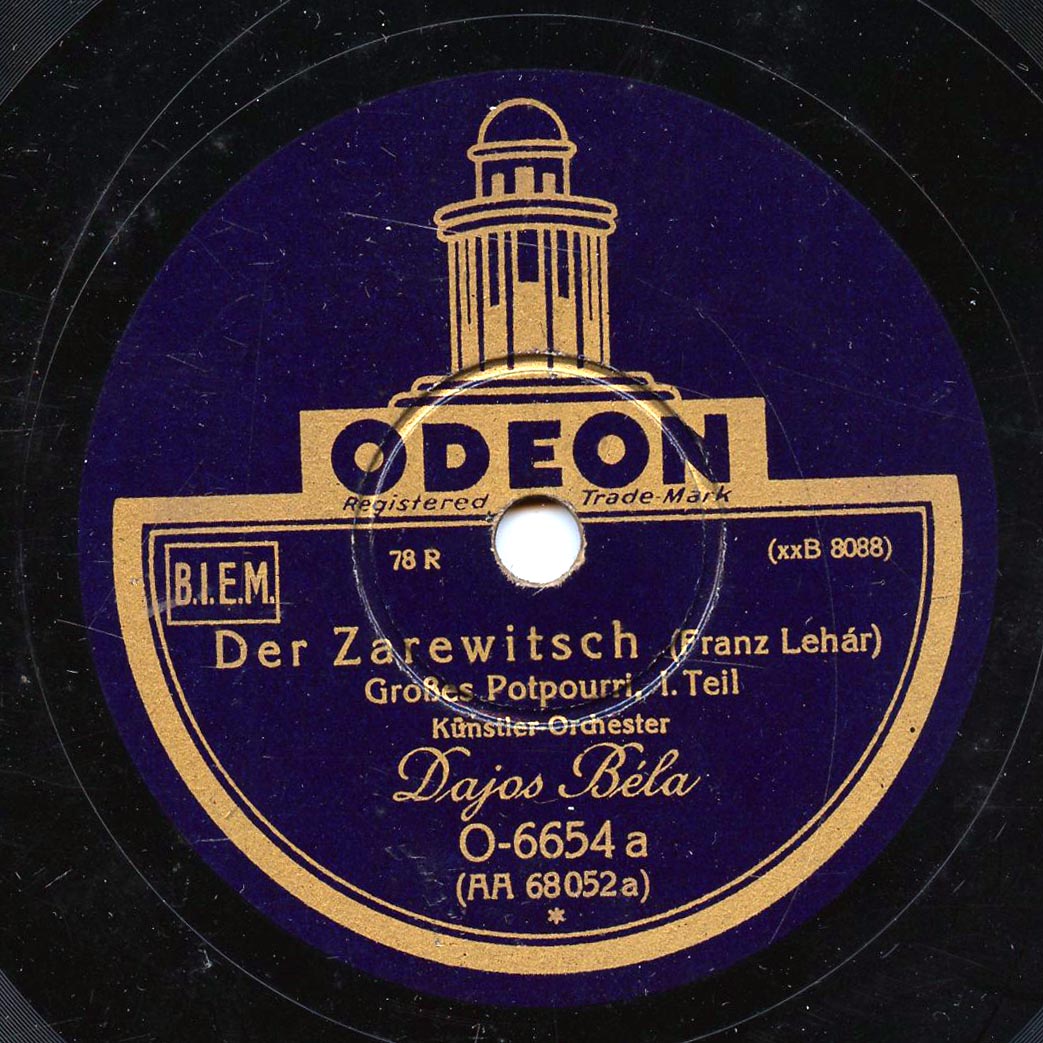 ODEON
Registered Trade-Mark
B.I.E.M. 78 R (xxB 8088)
Der Zarewitsch (Franz Lehár)
Großes Potpourri, I. Teil
Künstler-Orchester
Dajos Béla
O-6654 a
(AA 68052a)
*